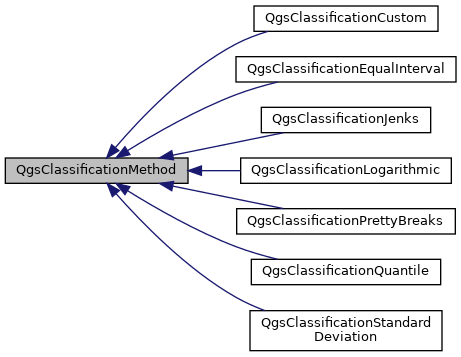 QgsClassificationCustom
QgsClassificationEqualInterval
QgsClassificationJenks
QgsClassificationMethod
QgsClassificationLogarithmic
QgsClassificationPrettyBreaks
QgsClassificationQuantile
QgsClassificationStandard
Deviation